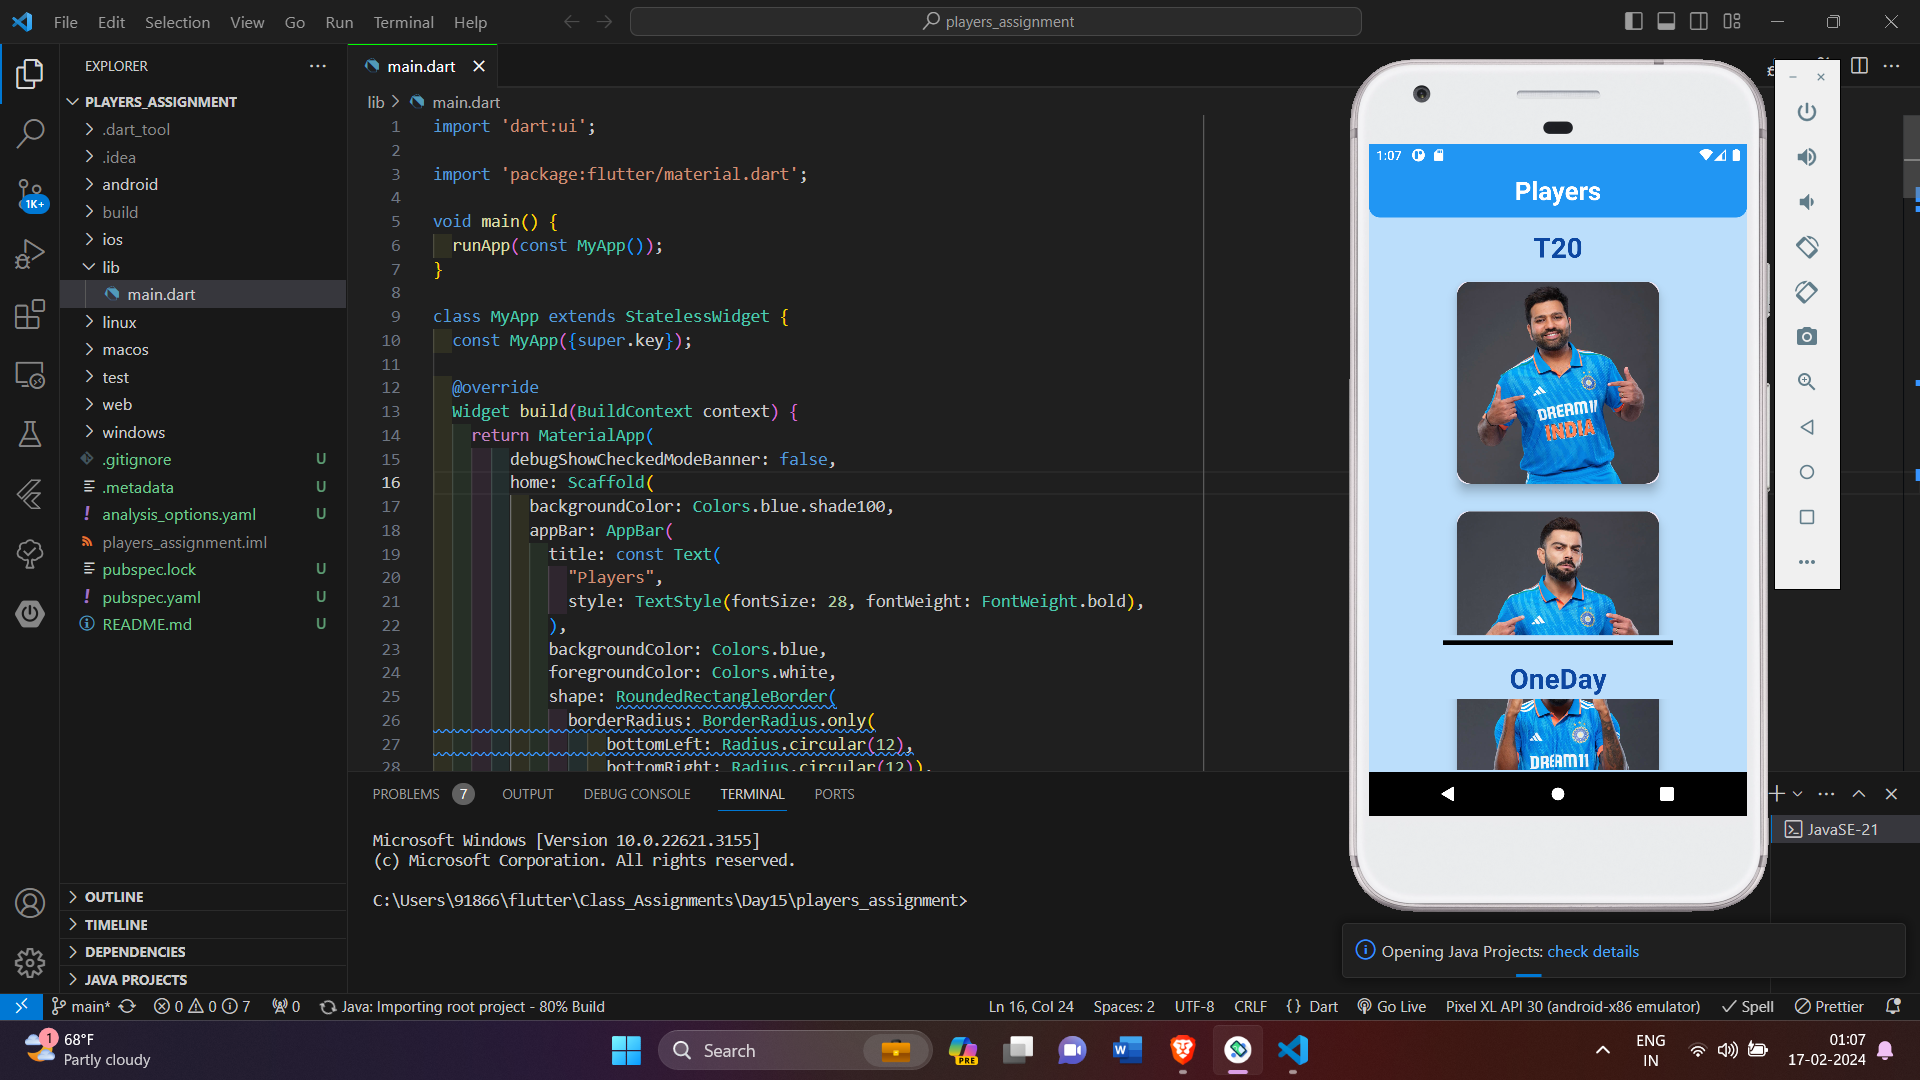 File Edit Selection View Go Run Terminal Help
players_assignment
EXPLORER
PLAYERS_ASSIGNMENT
.dart_tool
.idea
android
build
ios
lib
main.dart
linux
macos
test
web
windows
.gitignore U
.metadata U
analysis_options.yaml U
players_assignment.iml
pubspec.lock U
pubspec.yaml U
README.md U
1K+
OUTLINE
TIMELINE
DEPENDENCIES
JAVA PROJECTS
main.dart
lib > main.dart
1 import 'dart:ui';
2
3 import 'package:flutter/material.dart';
4
5 void main() {
6 runApp(const MyApp());
7 }
8
9 class MyApp extends StatelessWidget {
10 const MyApp({super.key});
11
12 @override
13 Widget build(BuildContext context) {
14 return MaterialApp(
15 debugShowCheckedModeBanner: false,
16 home: Scaffold(
17 backgroundColor: Colors.blue.shade100,
18 appBar: AppBar(
19 title: const Text(
20 "Players",
21 style: TextStyle(fontSize: 28, fontWeight: FontWeight.bold),
22 ),
23 backgroundColor: Colors.blue,
24 foregroundColor: Colors.white,
25 shape: RoundedRectangleBorder(
26 borderRadius: BorderRadius.only(
27 bottomLeft: Radius.circular(12),
28 bottomRight: Radius.circular(12)),
PROBLEMS 7 OUTPUT DEBUG CONSOLE TERMINAL PORTS
Microsoft Windows [Version 10.0.22621.3155]
(c) Microsoft Corporation. All rights reserved.
C:\Users\91866\flutter\Class_Assignments\Day15\players_assignment>
JavaSE-21
1:07
Players
T20
DREAM11
INDIA
OneDay
DREAM11
Opening Java Projects: check details
main* 0 0 7 0 Java: Importing root project - 80% Build
Ln 16, Col 24 Spaces: 2 UTF-8 CRLF {} Dart Go Live Pixel XL API 30 (android-x86 emulator) Spell Prettier
1
68°F
Partly cloudy
Search
PRE
W
ENG
IN
01:07
17-02-2024